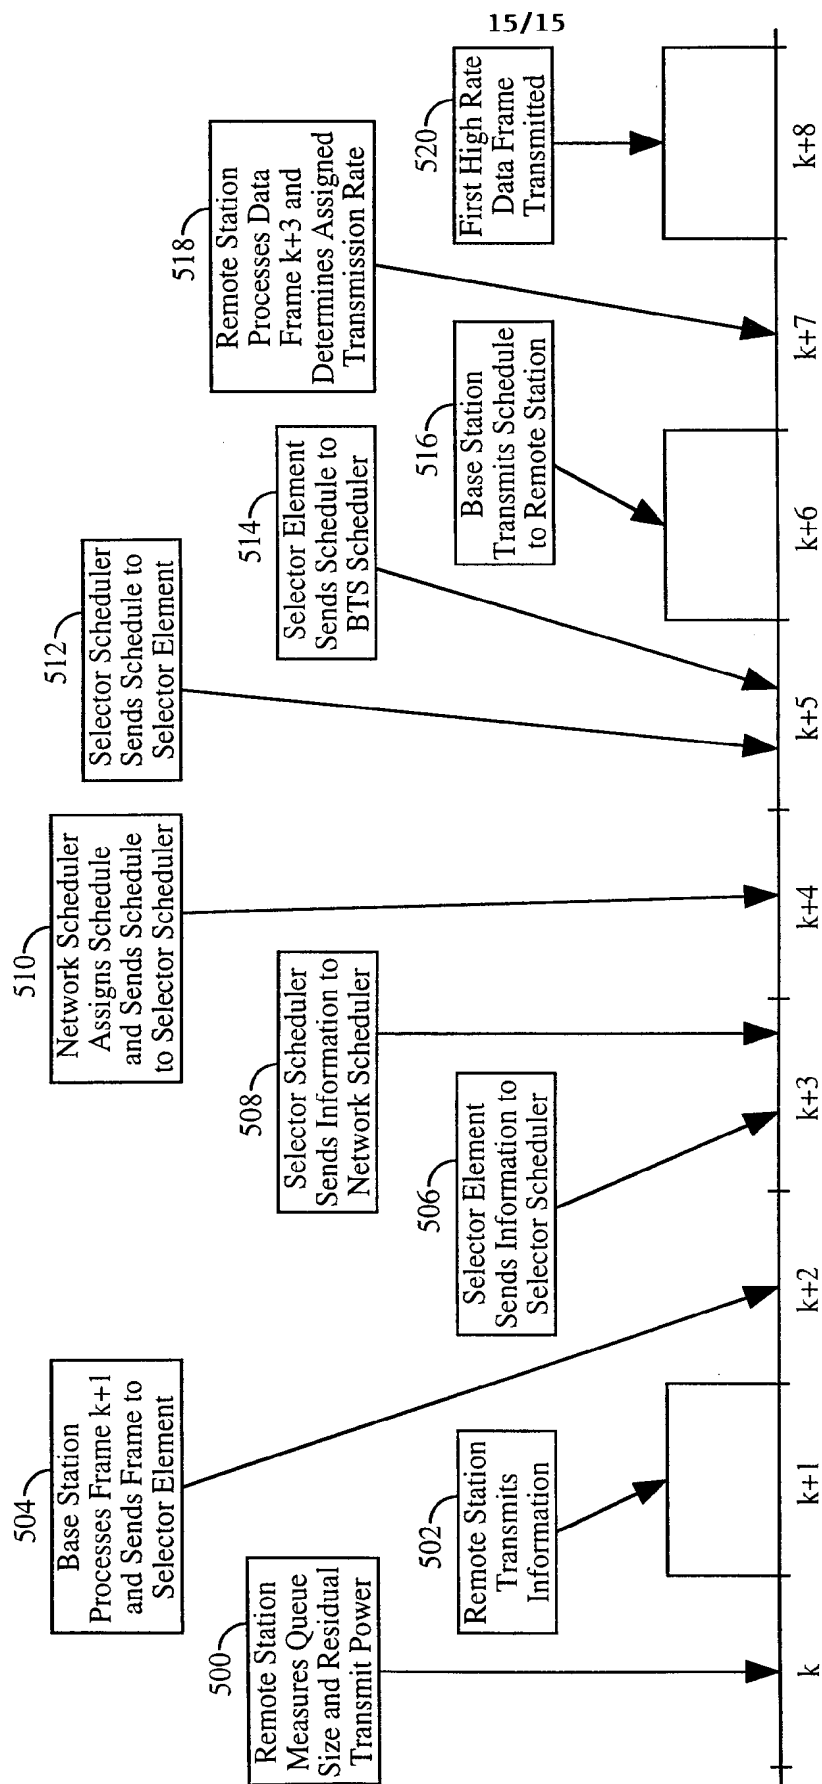 15/15
500
Remote Station
Measures Queue
Size and Residual
Transmit Power
502
Remote Station
Transmits
Information
504
Base Station
Processes Frame k+1
and Sends Frame to
Selector Element
506
Selector Element
Sends Information to
Selector Scheduler
508
Selector Scheduler
Sends Information to
Network Scheduler
510
Network Scheduler
Assigns Schedule
and Sends Schedule
to Selector Scheduler
512
Selector Scheduler
Sends Schedule to
Selector Element
514
Selector Element
Sends Schedule to
BTS Scheduler
516
Base Station
Transmits Schedule
to Remote Station
518
Remote Station
Processes Data
Frame k+3 and
Determines Assigned
Transmission Rate
520
First High Rate
Data Frame
Transmitted
k
k+1
k+2
k+3
k+4
k+5
k+6
k+7
k+8